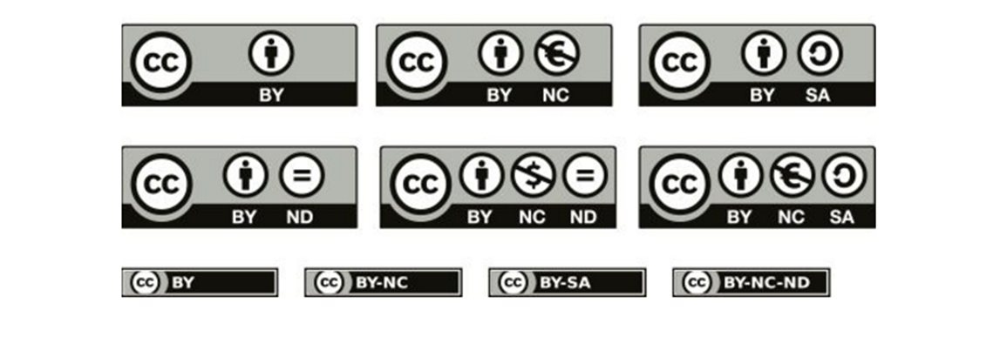 CC BY
CC BY NC
CC BY SA
CC BY ND
CC BY NC $ ND
CC BY NC SA
CC BY
CC BY-NC
CC BY-SA
CC BY-NC-ND